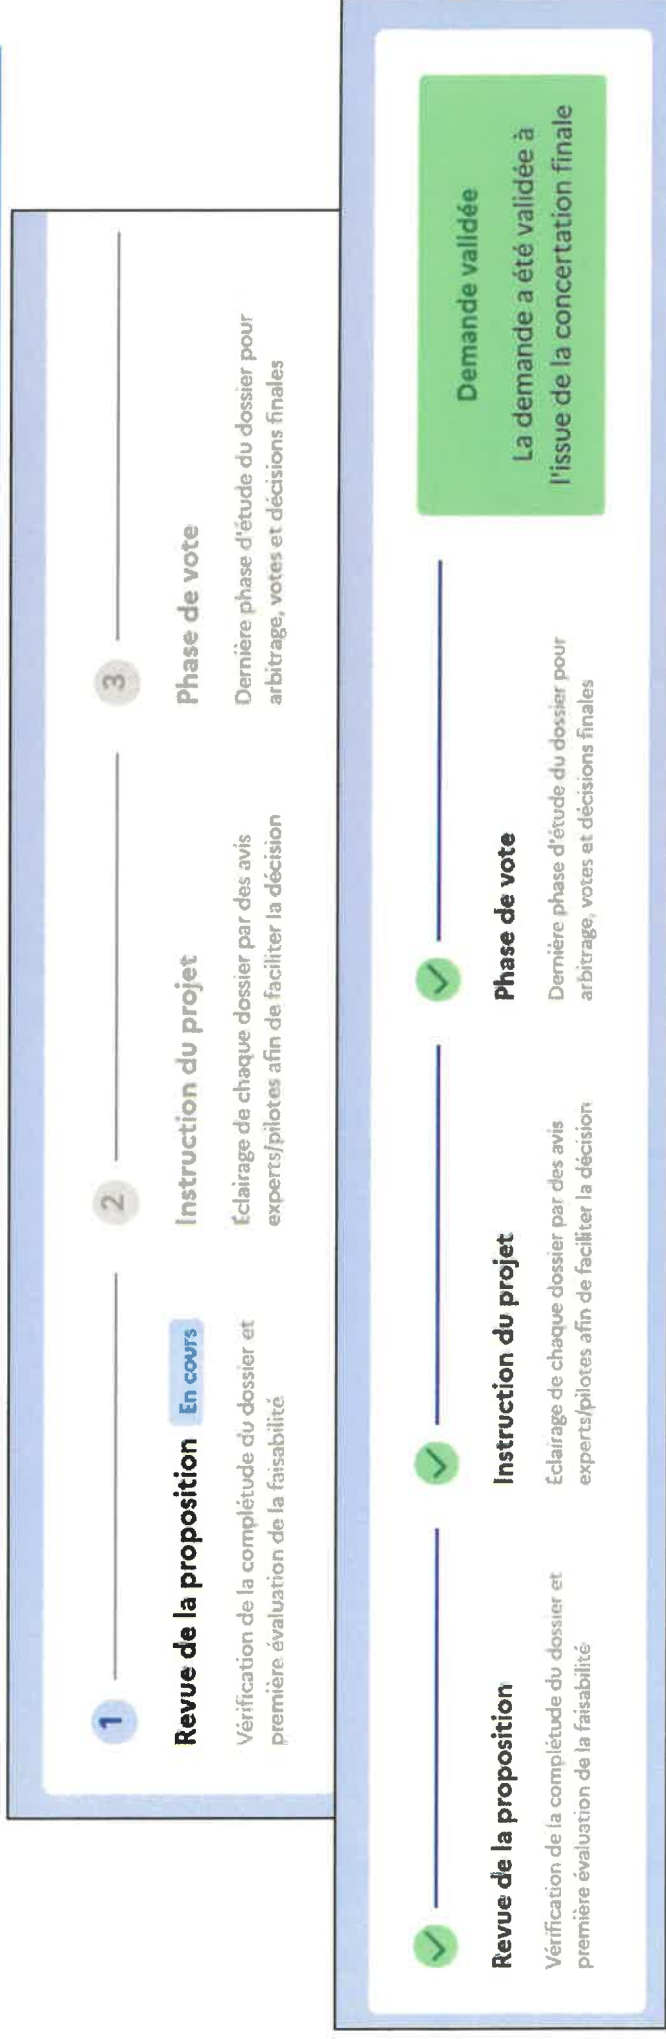 1
Revue de la proposition En cours
Vérification de la complétude du dossier et
première évaluation de la faisabilité
2
Instruction du projet
Éclairage de chaque dossier par des avis
experts/pilotes afin de faciliter la décision
3
Phase de vote
Dernière phase d'étude du dossier pour
arbitrage, votes et décisions finales
Revue de la proposition
Vérification de la complétude du dossier et
première évaluation de la faisabilité
Instruction du projet
Éclairage de chaque dossier par des avis
experts/pilotes afin de faciliter la décision
Phase de vote
Dernière phase d'étude du dossier pour
arbitrage, votes et décisions finales
Demande validée
La demande a été validée à
l'issue de la concertation finale